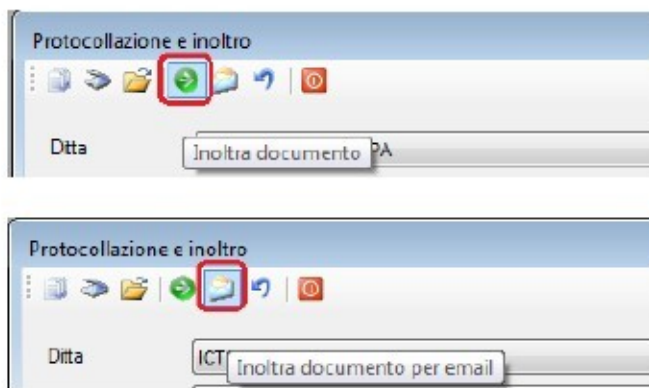 Protocollazione e inoltro
Ditta
Inoltra documento PA
Protocollazione e inoltro
Ditta ICT
Inoltra documento per email